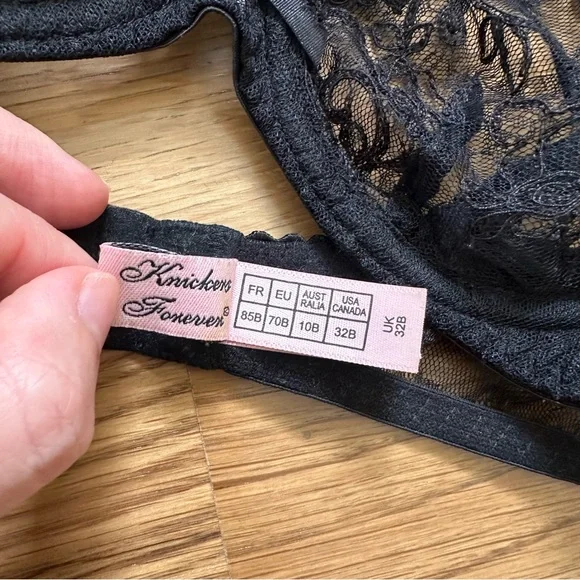 Knickers
Forever®
FR EU AUST RALIA USA CANADA
85B 70B 10B 32B
UK 32B